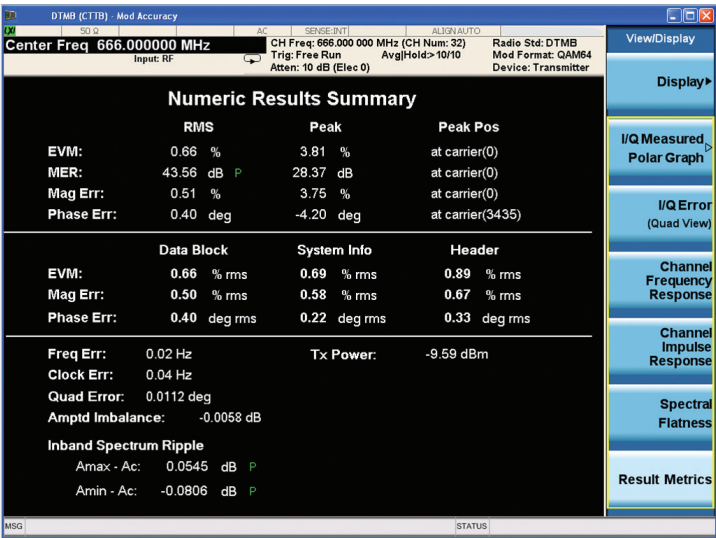 DTMB (CTTB) - Mod Accuracy
LXI 50 Ω AC SENSE:INT ALIGN AUTO
Center Freq 666.000000 MHz
Input: RF
CH Freq: 666.000 000 MHz (CH Num: 32) Radio Std: DTMB
Trig: Free Run Avg|Hold:>10/10 Mod Format: QAM64
Atten: 10 dB (Elec 0) Device: Transmitter
Numeric Results Summary
RMS Peak Peak Pos
EVM: 0.66 % 3.81 % at carrier(0)
MER: 43.56 dB P 28.37 dB at carrier(0)
Mag Err: 0.51 % 3.75 % at carrier(0)
Phase Err: 0.40 deg -4.20 deg at carrier(3435)
Data Block System Info Header
EVM: 0.66 % rms 0.69 % rms 0.89 % rms
Mag Err: 0.50 % rms 0.58 % rms 0.67 % rms
Phase Err: 0.40 deg rms 0.22 deg rms 0.33 deg rms
Freq Err: 0.02 Hz Tx Power: -9.59 dBm
Clock Err: 0.04 Hz
Quad Error: 0.0112 deg
Amptd Imbalance: -0.0058 dB
Inband Spectrum Ripple
Amax - Ac: 0.0545 dB P
Amin - Ac: -0.0806 dB P
MSG STATUS
View/Display
Display
I/Q Measured
Polar Graph
I/Q Error
(Quad View)
Channel
Frequency
Response
Channel
Impulse
Response
Spectral
Flatness
Result Metrics